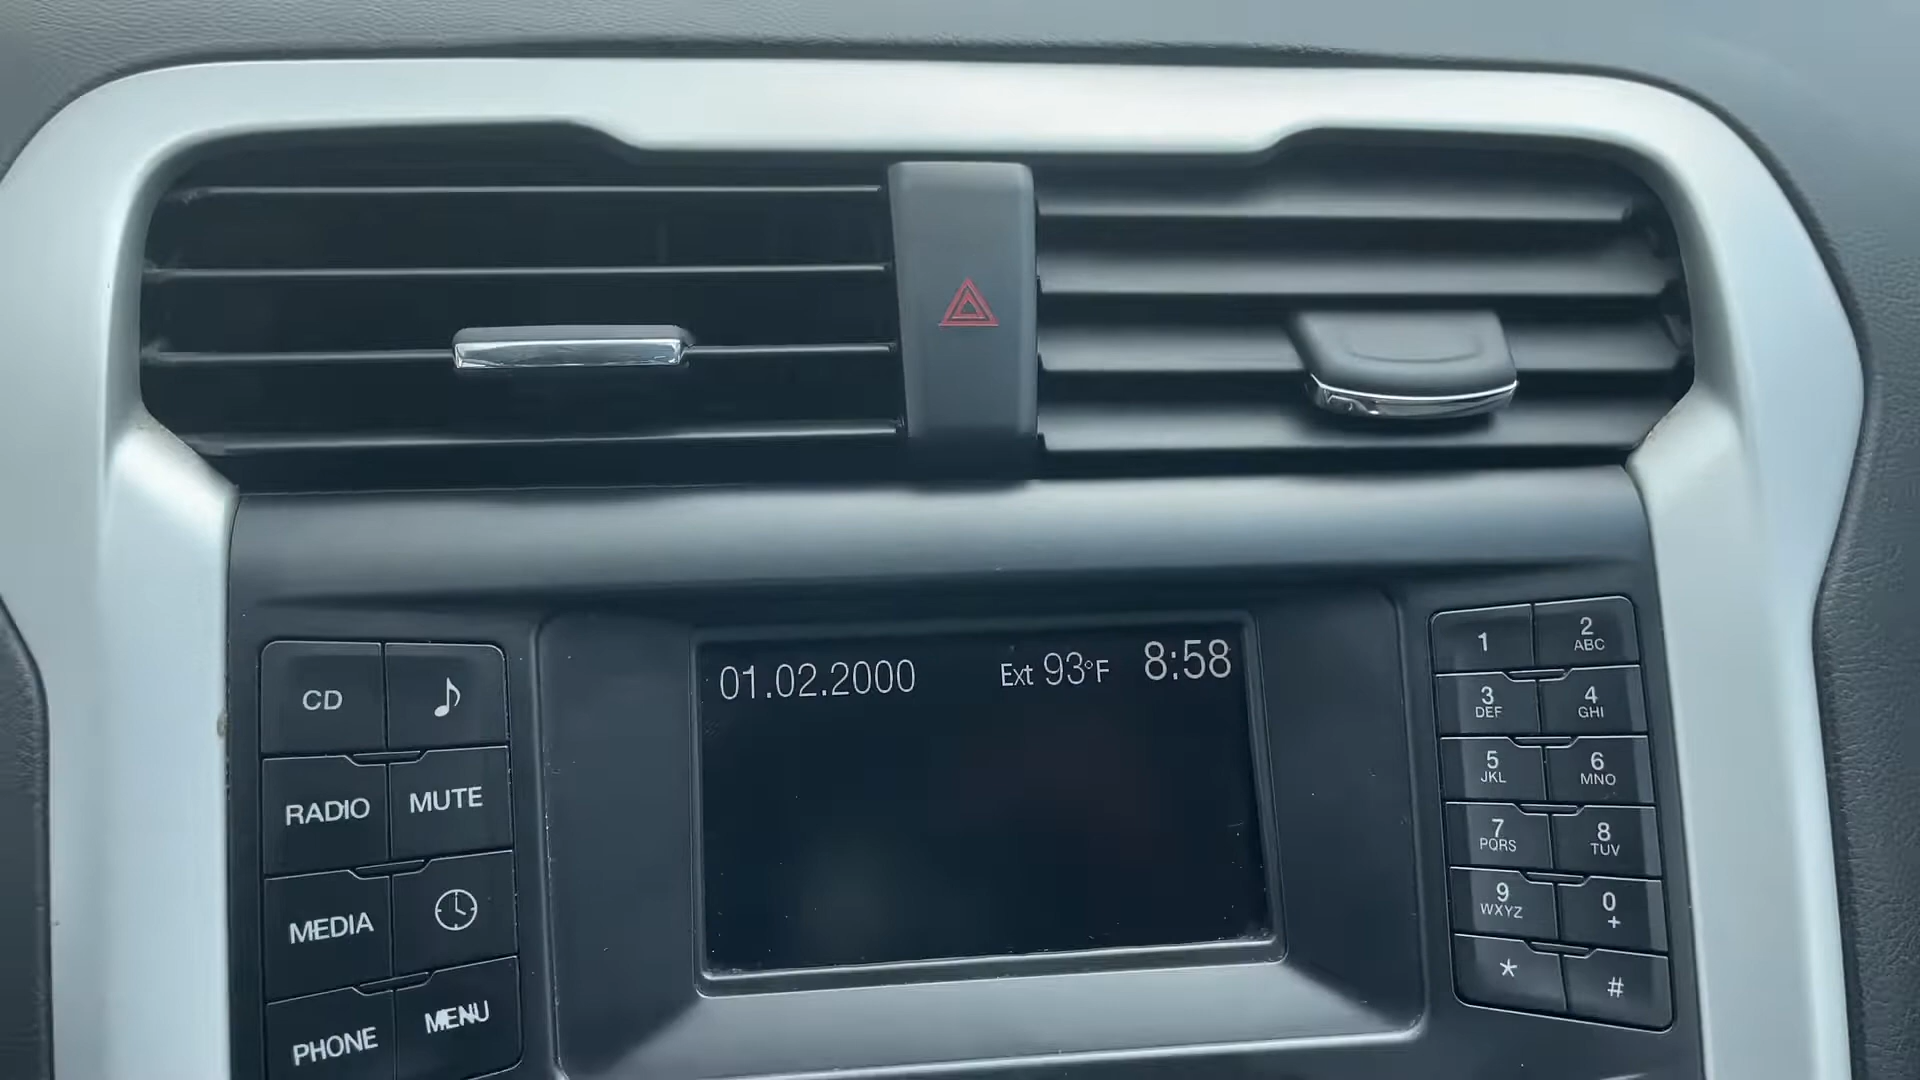 01.02.2000 Ext 93°F 8:58
CD
RADIO MUTE
MEDIA
PHONE MENU
1 2 ABC
3 DEF 4 GHI
5 JKL 6 MNO
7 PQRS 8 TUV
9 WXYZ 0 +
* #